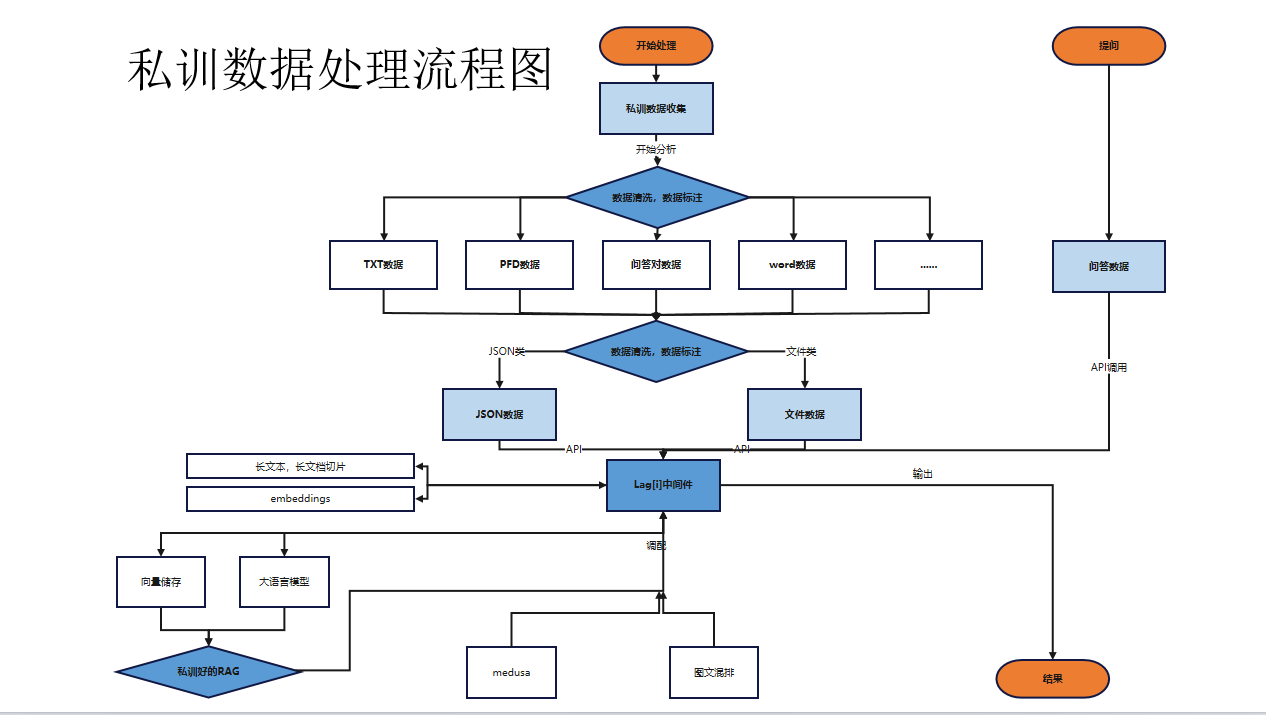 私训数据处理流程图
开始处理
提问
私训数据收集
开始分析
数据清洗，数据标注
TXT数据
PFD数据
问答对数据
word数据
......
问答数据
JSON类
数据清洗，数据标注
文件类
API调用
JSON数据
文件数据
API
API
长文本，长文档切片
embeddings
Lag[i]中间件
输出
调配
向量储存
大语言模型
私训好的RAG
medusa
图文混排
结果